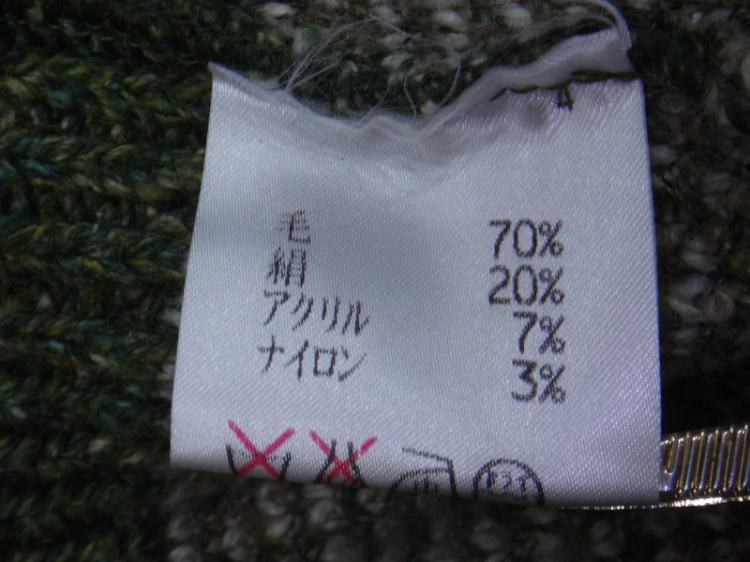 毛 70%
絹 20%
アクリル 7%
ナイロン 3%